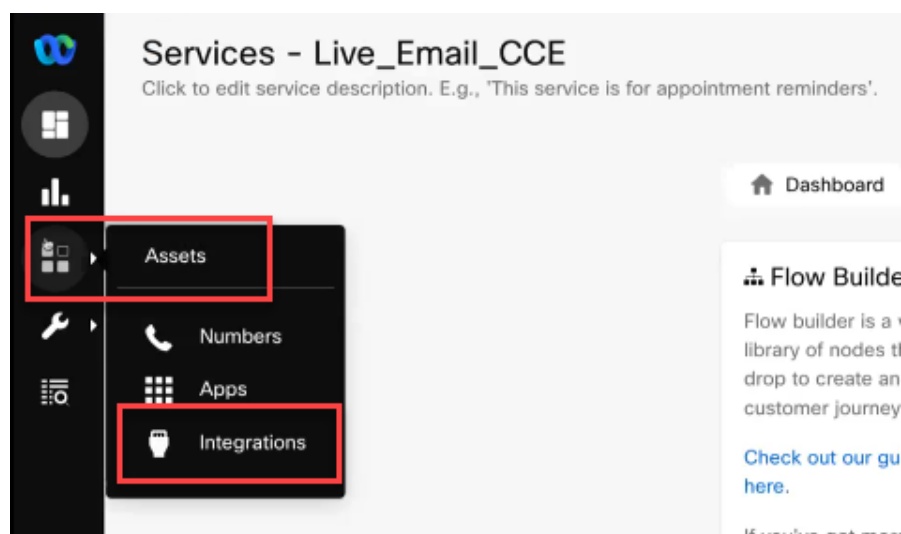 Services - Live_Email_CCE
Click to edit service description. E.g., 'This service is for appointment reminders'.
Dashboard
Assets
Numbers
Apps
Integrations
Flow Builde
Flow builder is a
library of nodes t
drop to create an
customer journey
Check out our gu
here.